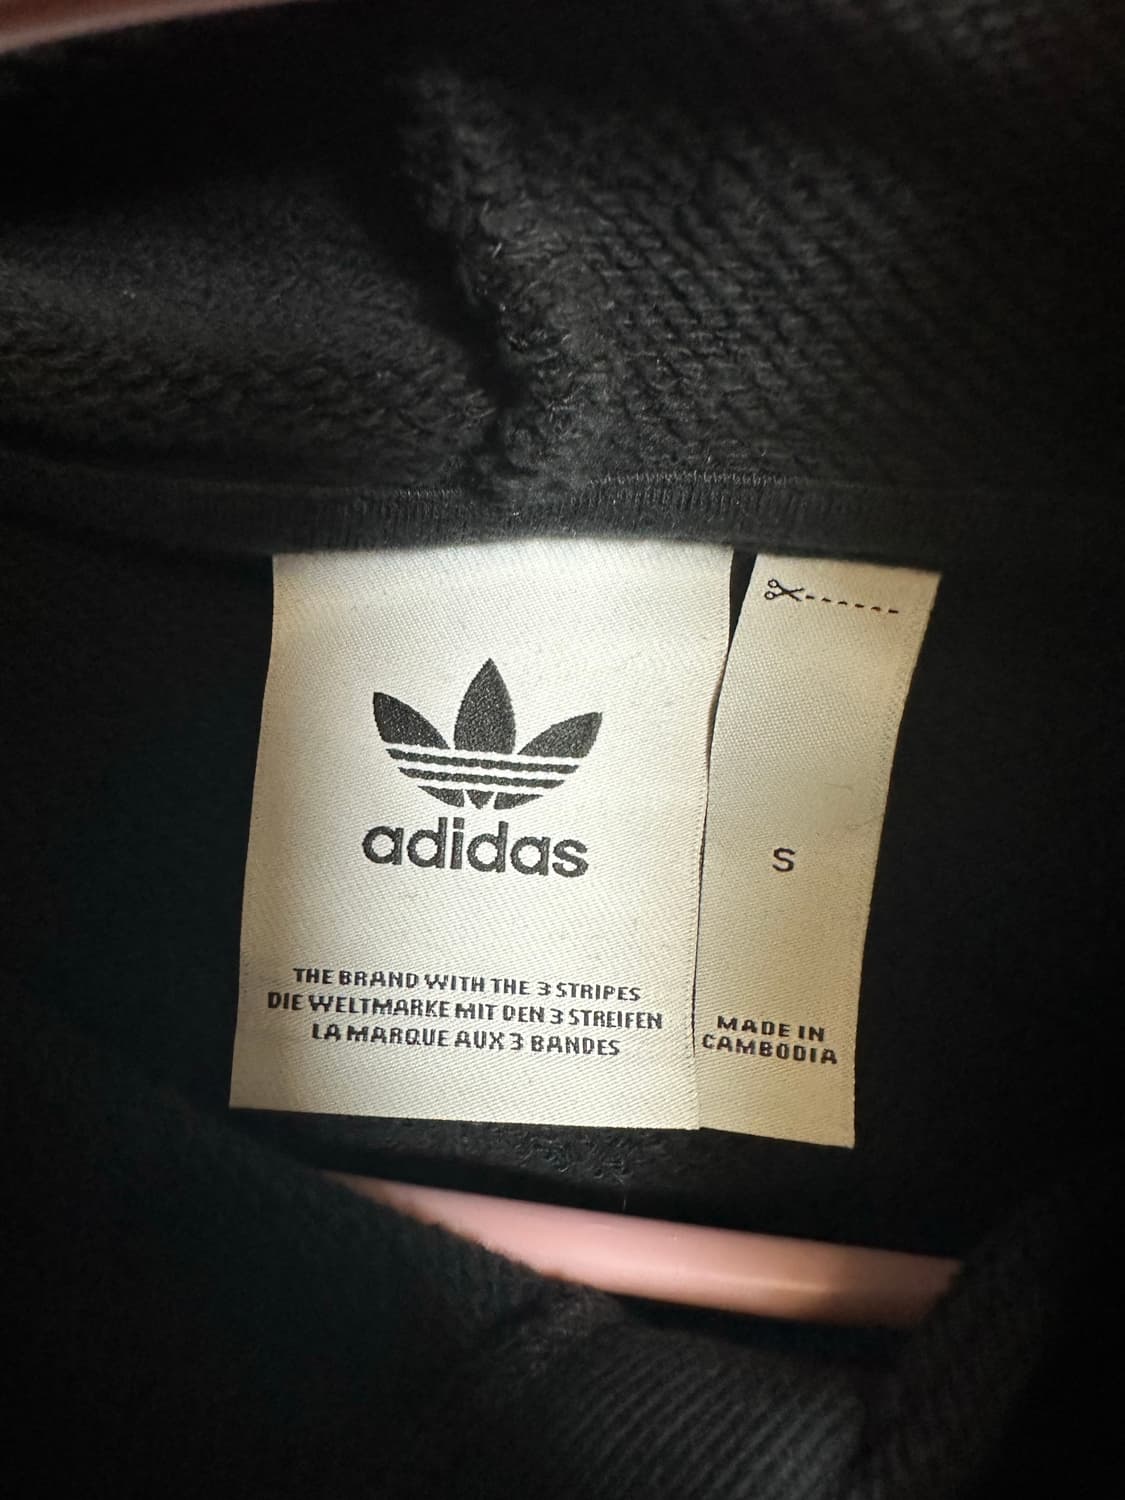 adidas
THE BRAND WITH THE 3 STRIPES
DIE WELTMARKE MIT DEN 3 STREIFEN
LA MARQUE AUX 3 BANDES
S
MADE IN
CAMBODIA